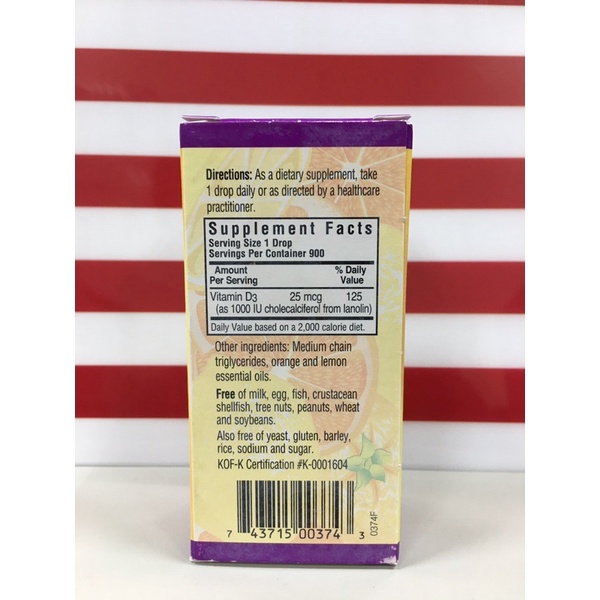 Directions: As a dietary supplement, take
1 drop daily or as directed by a healthcare
practitioner.
Supplement Facts
Serving Size 1 Drop
Servings Per Container 900
Amount % Daily
Per Serving Value
Vitamin D3 25 mcg 125
(as 1000 IU cholecalciferol from lanolin)
Daily Value based on a 2,000 calorie diet.
Other ingredients: Medium chain
triglycerides, orange and lemon
essential oils.
Free of milk, egg, fish, crustacean
shellfish, tree nuts, peanuts, wheat
and soybeans.
Also free of yeast, gluten, barley,
rice, sodium and sugar.
KOF-K Certification #K-0001604
7 43715 00374 3
0374F